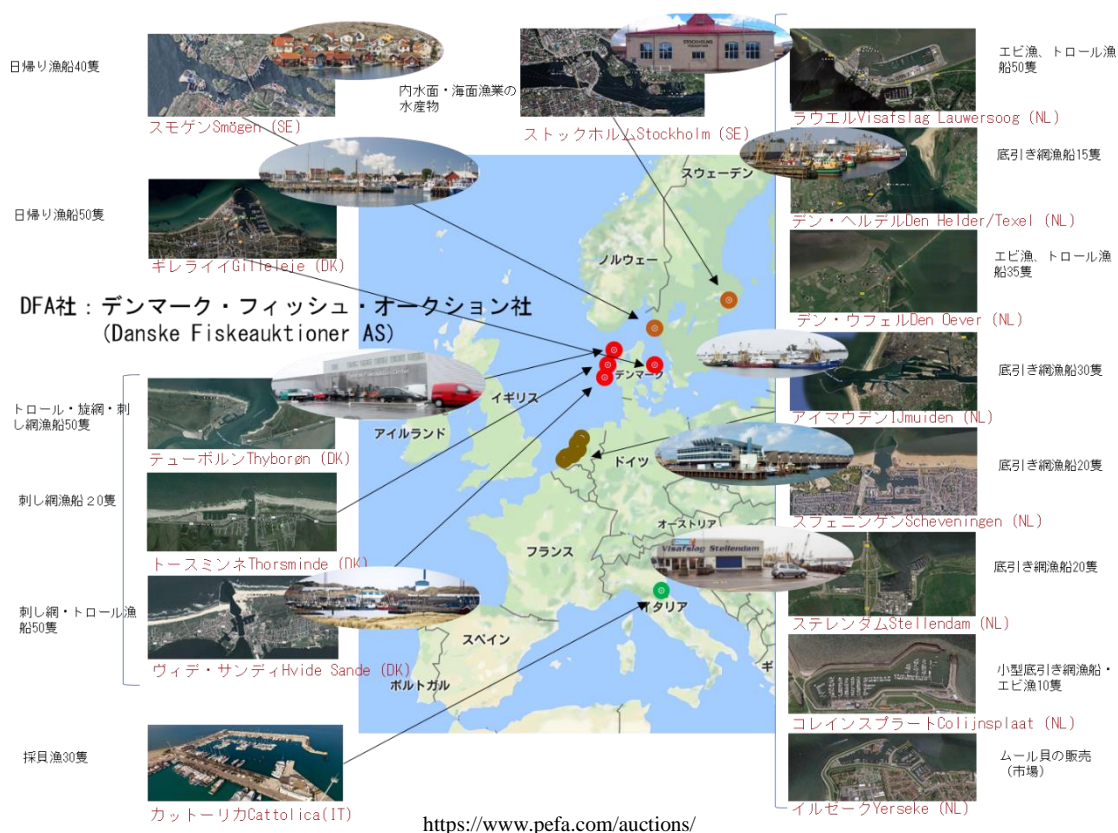 日帰り漁船40隻
スモゲンSmögen (SE)
内水面・海面漁業の
水産物
STOCKHOLMS
ストックホルムStockholm (SE)
エビ漁、トロール漁
船50隻
ラウエルVisafslag Lauwersoog (NL)
日帰り漁船50隻
ギレライイGilleleje (DK)
底引き網漁船15隻
デン・ヘルデルDen Helder/Texel (NL)
エビ漁、トロール漁
船35隻
デン・ウフェルDen Oever (NL)
DFA社：デンマーク・フィッシュ・オークション社
(Danske Fiskeauktioner AS)
スウェーデン
ノルウェー
デンマーク
イギリス
アイルランド
ドイツ
オーストリア
フランス
イタリア
スペイン
ポルトガル
ギ
トロール・旋網・刺
し網漁船50隻
テューボルンThyborøn (DK)
底引き網漁船30隻
アイマウデンIJmuiden (NL)
刺し網漁船２0隻
トースミンネThorsminde (DK)
底引き網漁船20隻
スフェニンゲンScheveningen (NL)
Visafslag Stellendam
底引き網漁船20隻
ステレンダムStellendam (NL)
刺し網・トロール漁
船50隻
ヴィデ・サンディHvide Sande (DK)
小型底引き網漁船・
エビ漁10隻
コレインスプラートColijnsplaat (NL)
採貝漁30隻
カットーリカCattolica(IT)
ムール貝の販売
（市場）
イルゼークYerseke (NL)
https://www.pefa.com/auctions/